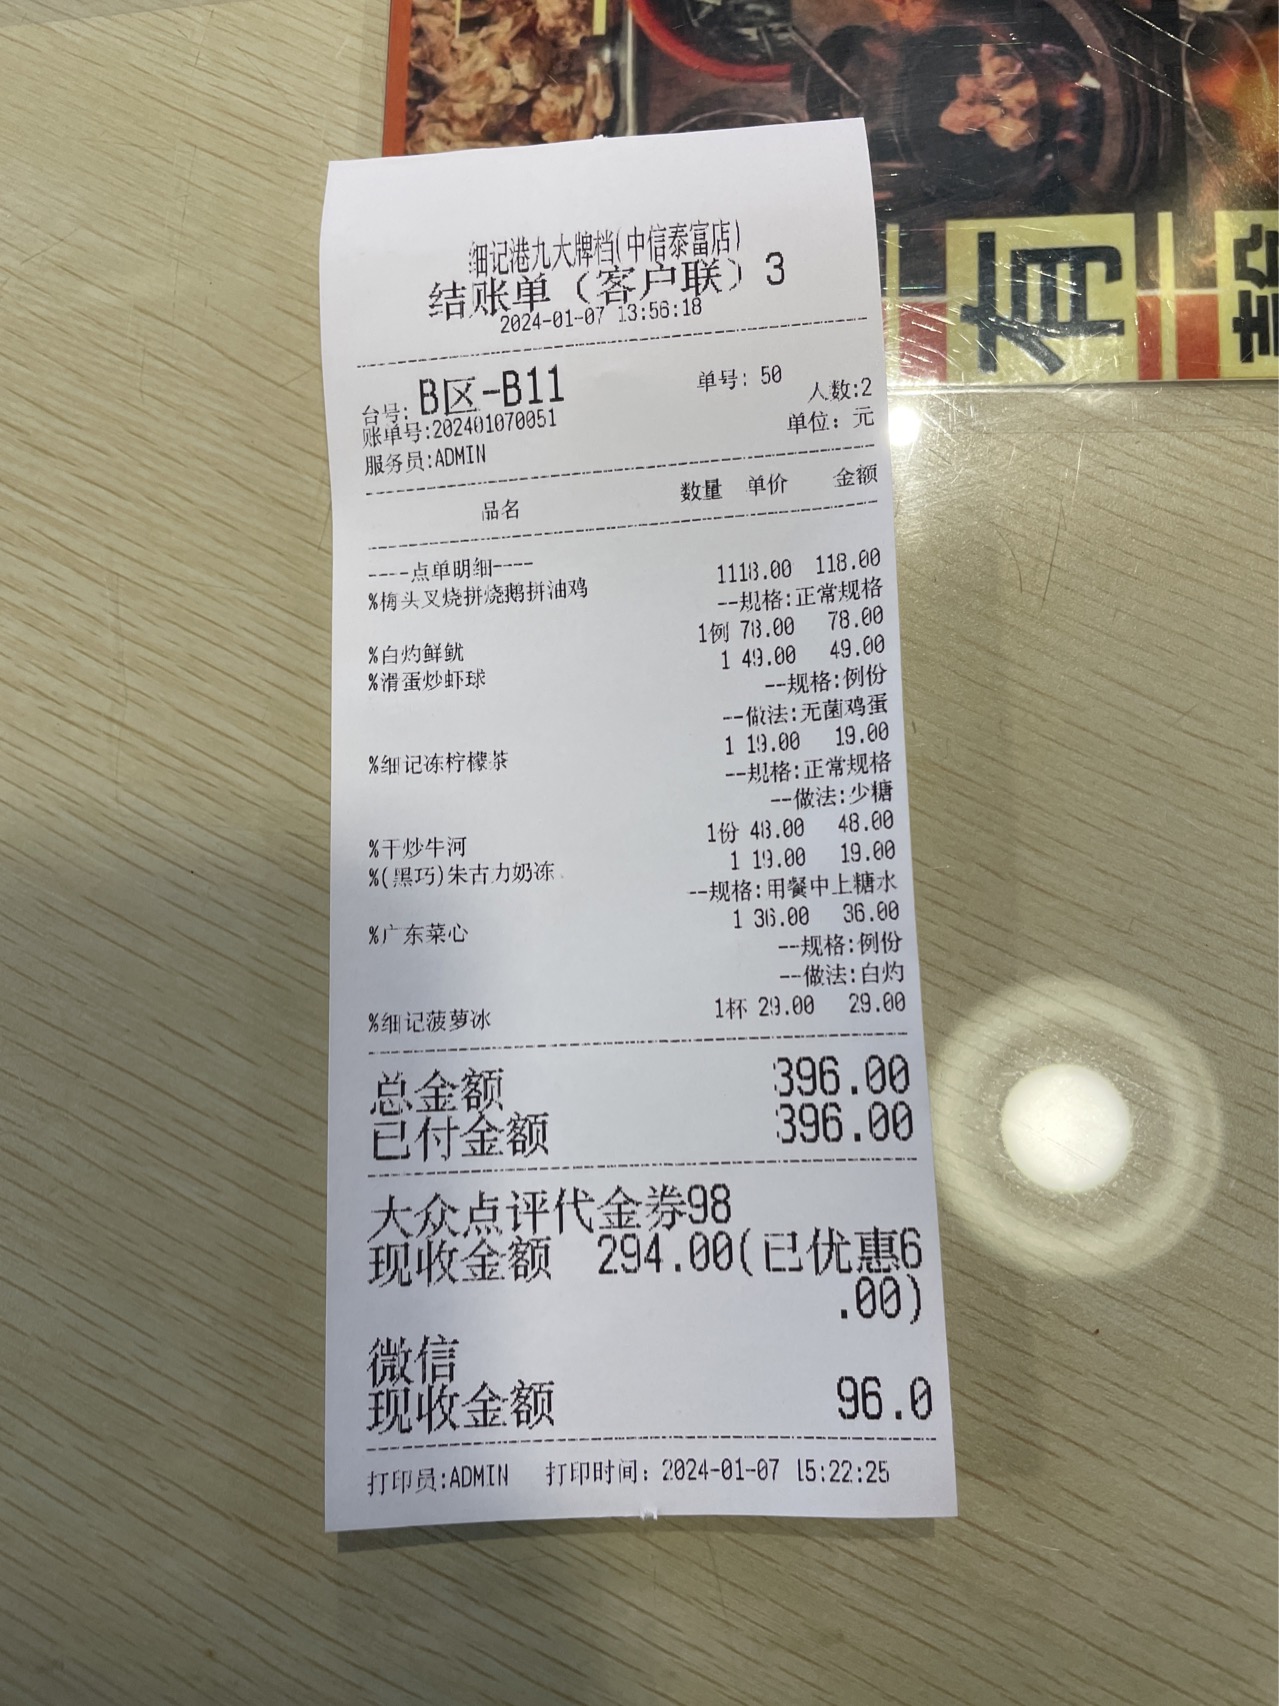 细记港九大牌档(中信泰富店)
结账单（客户联）3
2024-01-07 13:56:18
台号: B区-B11 单号: 50
人数:2
账单号:202401070051 单位: 元
服务员:ADMIN
品名 数量 单价 金额
----点单明细----
%梅头叉烧拼烧鹅拼油鸡 1118.00 118.00
--规格:正常规格
%白灼鲜鱿 1例 78.00 78.00
%滑蛋炒虾球 1 49.00 49.00
--规格:例份
--做法:无菌鸡蛋
%细记冻柠檬茶 1 19.00 19.00
--规格:正常规格
--做法:少糖
%干炒牛河 1份 48.00 48.00
%(黑巧)朱古力奶冻 1 19.00 19.00
--规格:用餐中上糖水
%广东菜心 1 36.00 36.00
--规格:例份
--做法:白灼
%细记菠萝冰 1杯 29.00 29.00
总金额 396.00
已付金额 396.00
大众点评代金券98
现收金额 294.00(已优惠6
.00)
微信
现收金额 96.0
打印员:ADMIN 打印时间: 2024-01-07 15:22:25
有